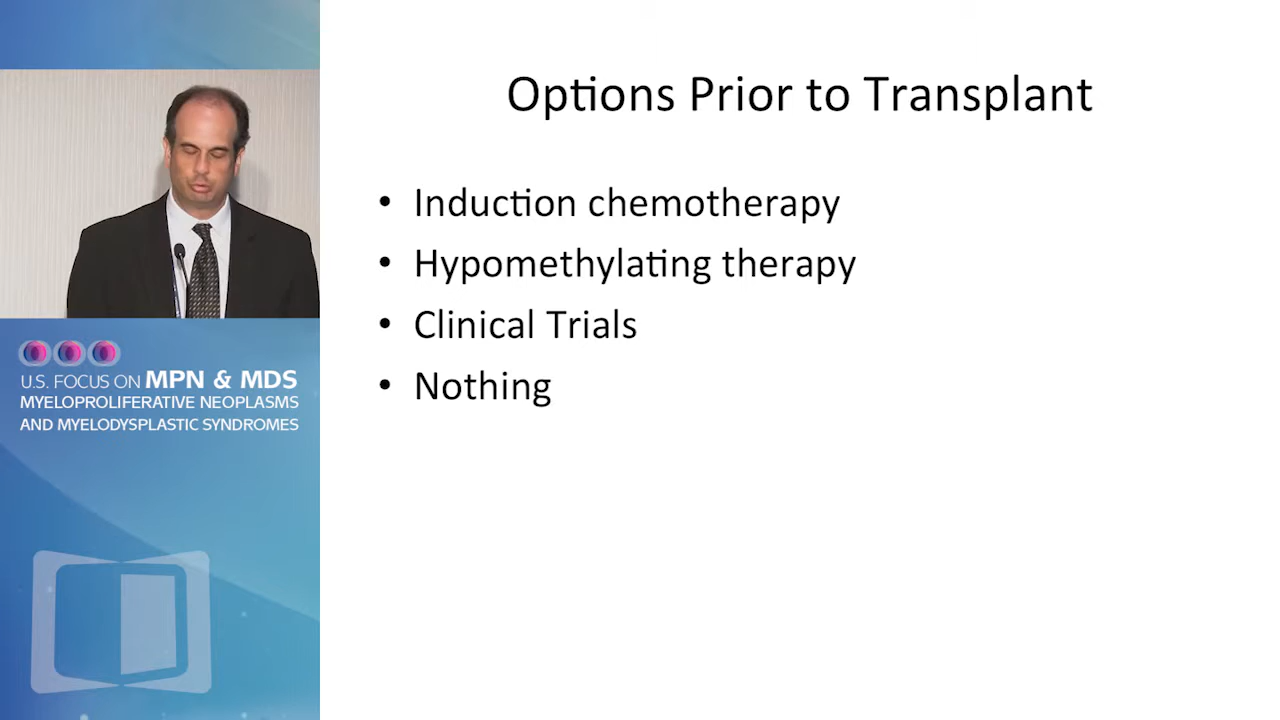 Options Prior to Transplant
• Induction chemotherapy
• Hypomethylating therapy
• Clinical Trials
• Nothing
U.S. FOCUS ON MPN & MDS
MYELOPROLIFERATIVE NEOPLASMS
AND MYELODYSPLASTIC SYNDROMES